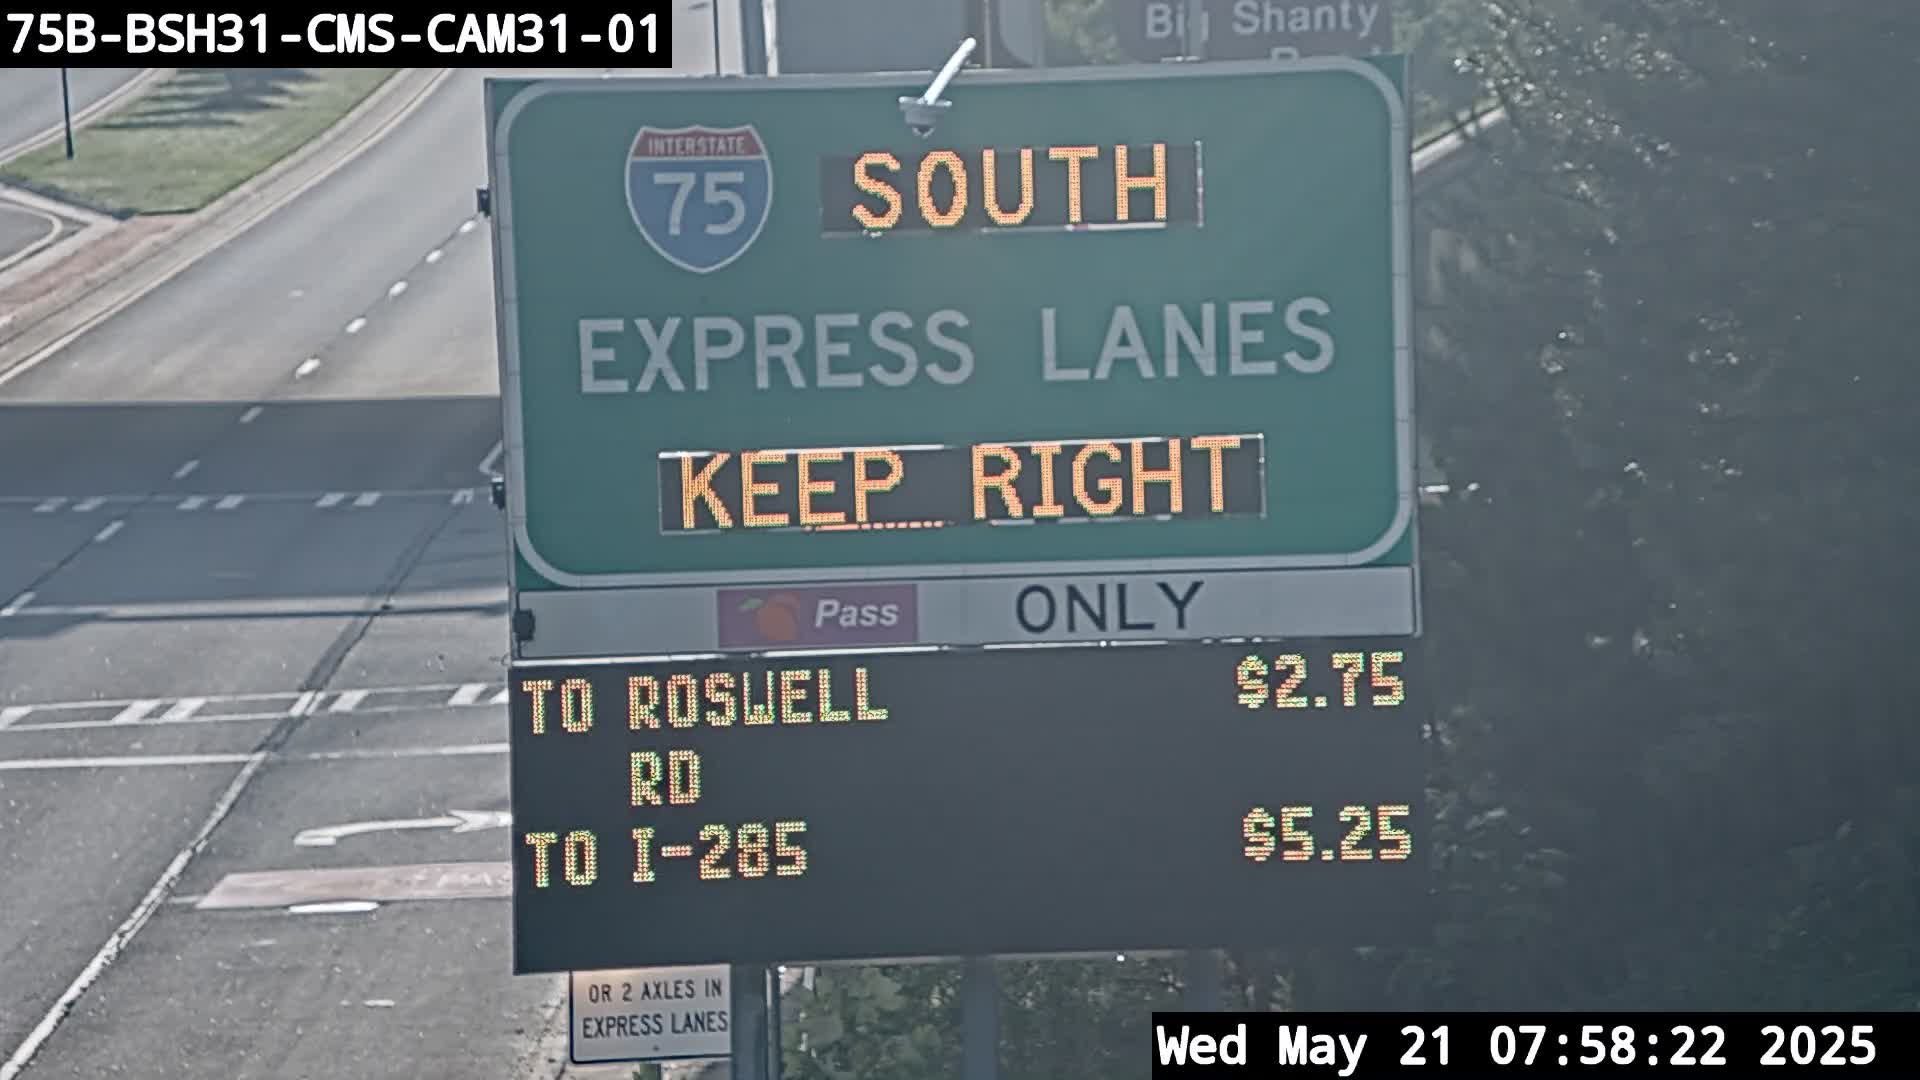 75B-BSH31-CMS-CAM31-01
Big Shanty
INTERSTATE
75
SOUTH
EXPRESS LANES
KEEP RIGHT
Pass ONLY
TO ROSWELL $2.75
RD
TO I-285 $5.25
OR 2 AXLES IN
EXPRESS LANES
Wed May 21 07:58:22 2025